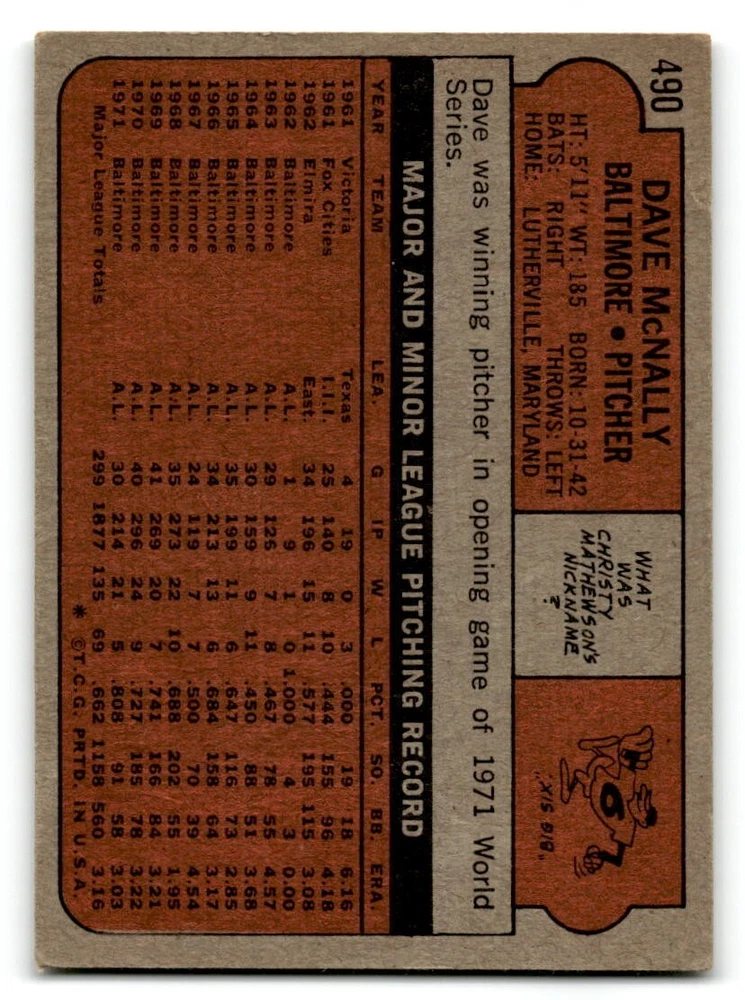 490
DAVE McNALLY
BALTIMORE • PITCHER
HT: 5'11" WT: 185 BORN: 10-31-42
BATS: RIGHT THROWS: LEFT
HOME: LUTHERVILLE, MARYLAND
WHAT
WAS
CHRISTY
MATHEWSON'S
NICKNAME
?
6
"BIG SIX."
Dave was winning pitcher in opening game of 1971 World
Series.
MAJOR AND MINOR LEAGUE PITCHING RECORD
YEAR TEAM LEA. G IP W L PCT. SO. BB. ERA.
1961 Victoria Texas 4 19 0 3 .000 19 18 6.16
1961 Fox Cities I.I.I. 25 140 8 10 .444 155 96 4.18
1962 Elmira East. 34 196 15 11 .577 195 115 3.08
1962 Baltimore A.L. 1 9 1 0 1.000 4 3 0.00
1963 Baltimore A.L. 29 126 7 8 .467 78 55 4.57
1964 Baltimore A.L. 30 159 9 11 .450 88 51 3.68
1965 Baltimore A.L. 35 199 11 6 .647 116 73 2.85
1966 Baltimore A.L. 34 213 13 6 .684 158 64 3.17
1967 Baltimore A.L. 24 119 7 7 .500 70 39 4.54
1968 Baltimore A.L. 35 273 22 10 .688 202 55 1.95
1969 Baltimore A.L. 41 269 20 7 .741 166 84 3.21
1970 Baltimore A.L. 40 296 24 9 .727 185 78 3.22
1971 Baltimore A.L. 30 214 21 5 .808 91 58 3.03
Major League Totals 299 1877 135 69 .662 1158 560 3.16
* ©T.C.G. PRTD. IN U.S.A.